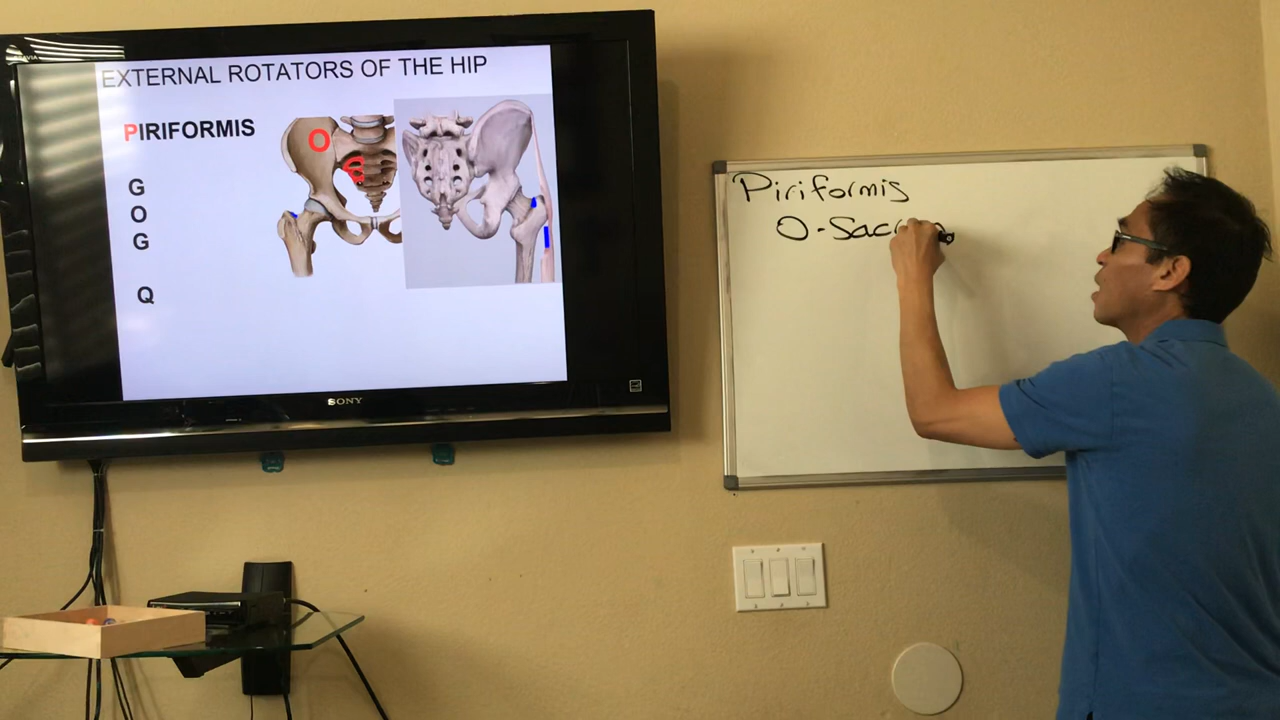 EXTERNAL ROTATORS OF THE HIP
PIRIFORMIS
O
G
O
G
Q
SONY
Piriformis
O-Sac